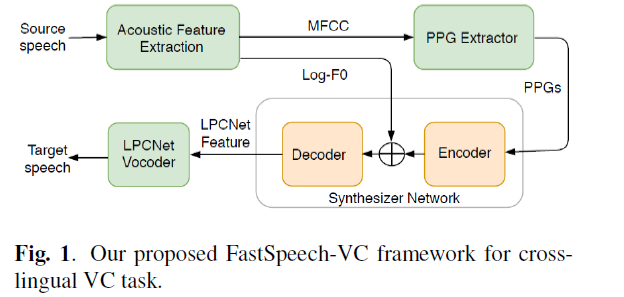 Source
speech
Acoustic Feature
Extraction
MFCC
PPG Extractor
Log-F0
PPGs
Target
speech
LPCNet
Vocoder
LPCNet
Feature
Decoder
Encoder
Synthesizer Network
Fig. 1. Our proposed FastSpeech-VC framework for cross-
lingual VC task.